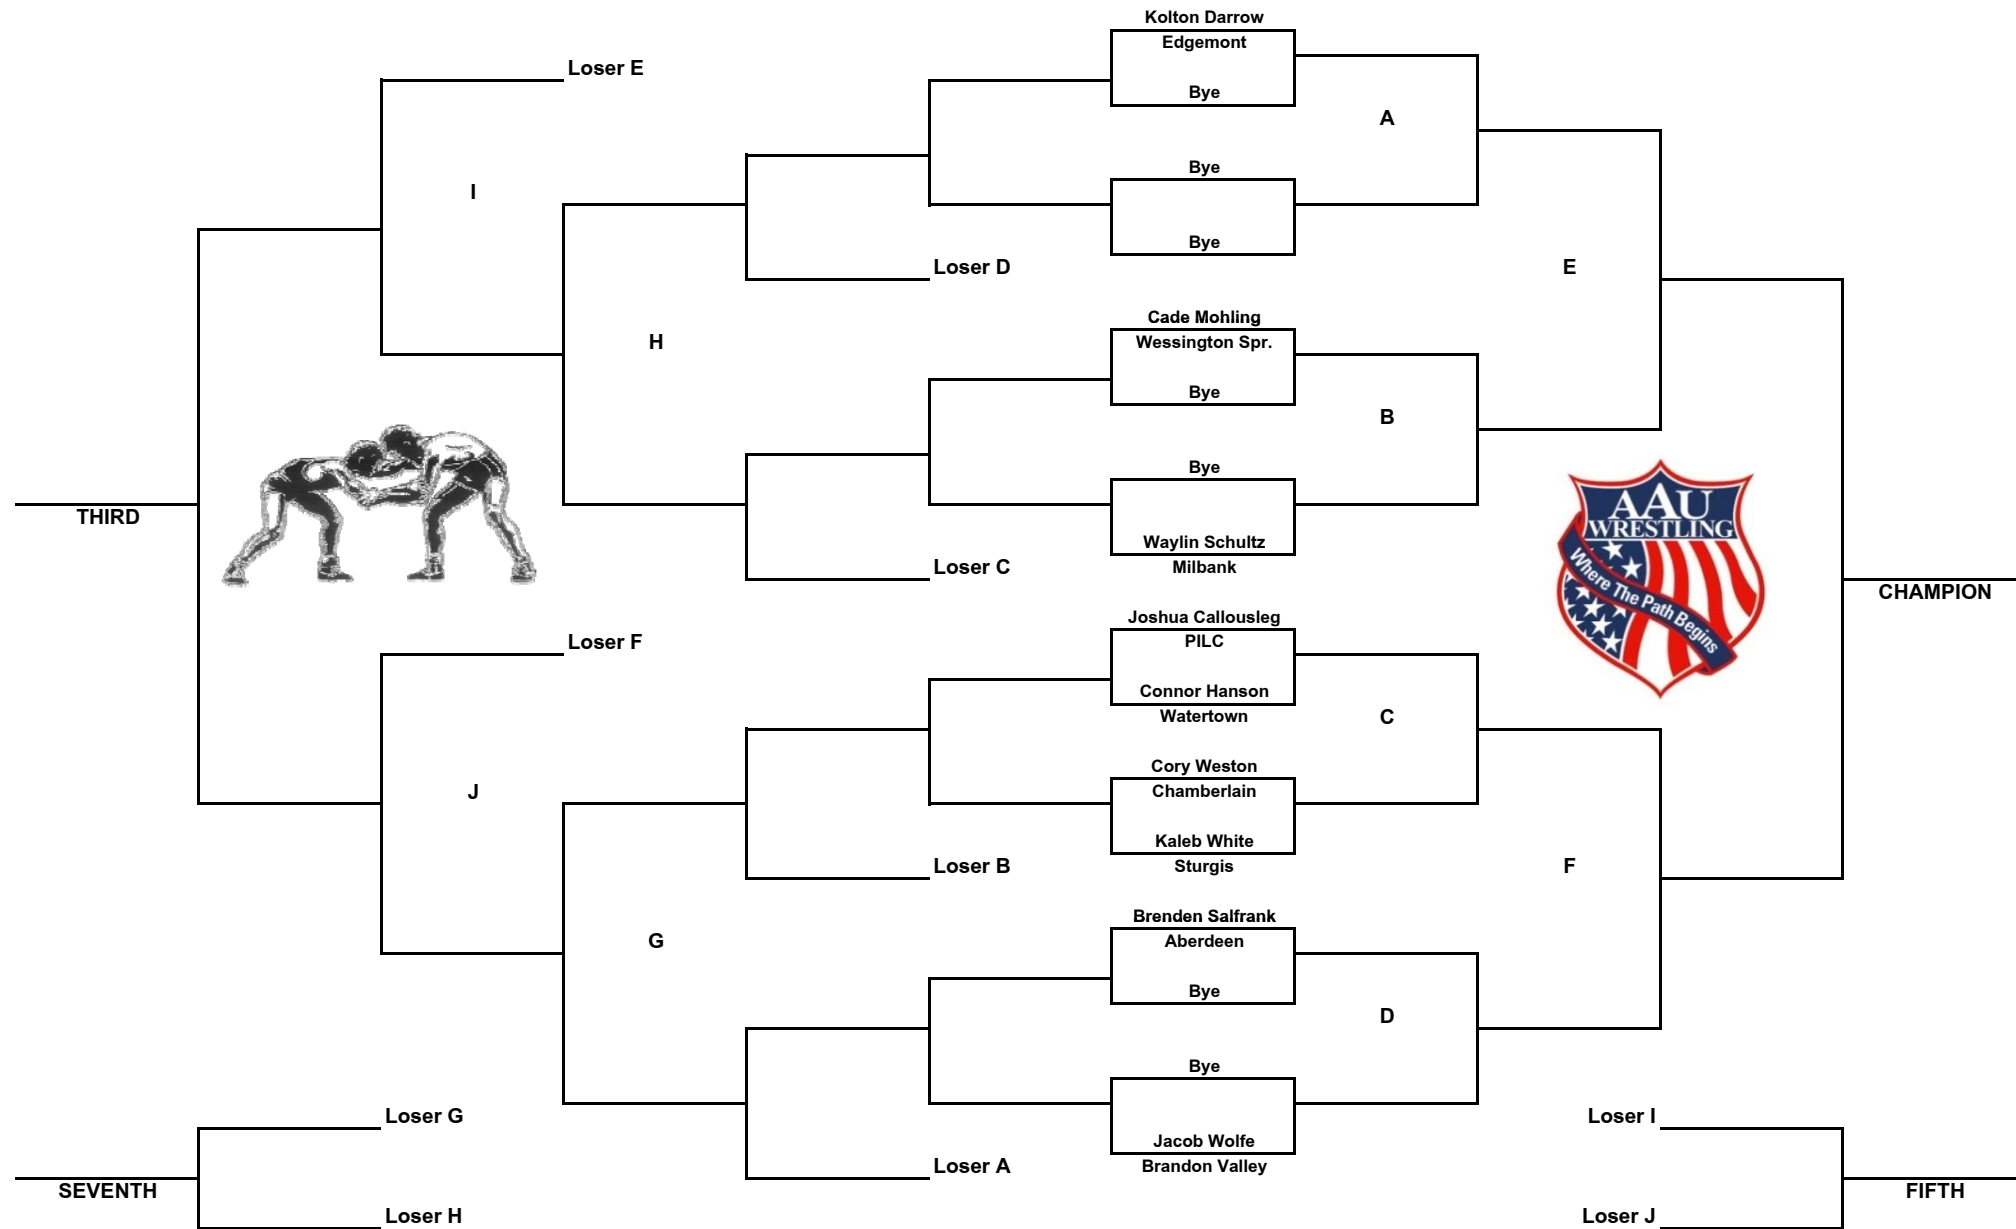 Kolton Darrow
Edgemont
Loser E
Bye
A
Bye
I
Bye
Loser D
E
Cade Mohling
H
Wessington Spr.
Bye
B
Bye
AAU
WRESTLING
Where The Path Begins
THIRD
Waylin Schultz
Loser C
Milbank
CHAMPION
Joshua Callousleg
Loser F
PILC
Connor Hanson
Watertown
C
Cory Weston
J
Chamberlain
Kaleb White
Loser B
Sturgis
F
Brenden Salfrank
G
Aberdeen
Bye
D
Bye
Loser G
Loser I
Jacob Wolfe
Loser A
Brandon Valley
SEVENTH
FIFTH
Loser H
Loser J